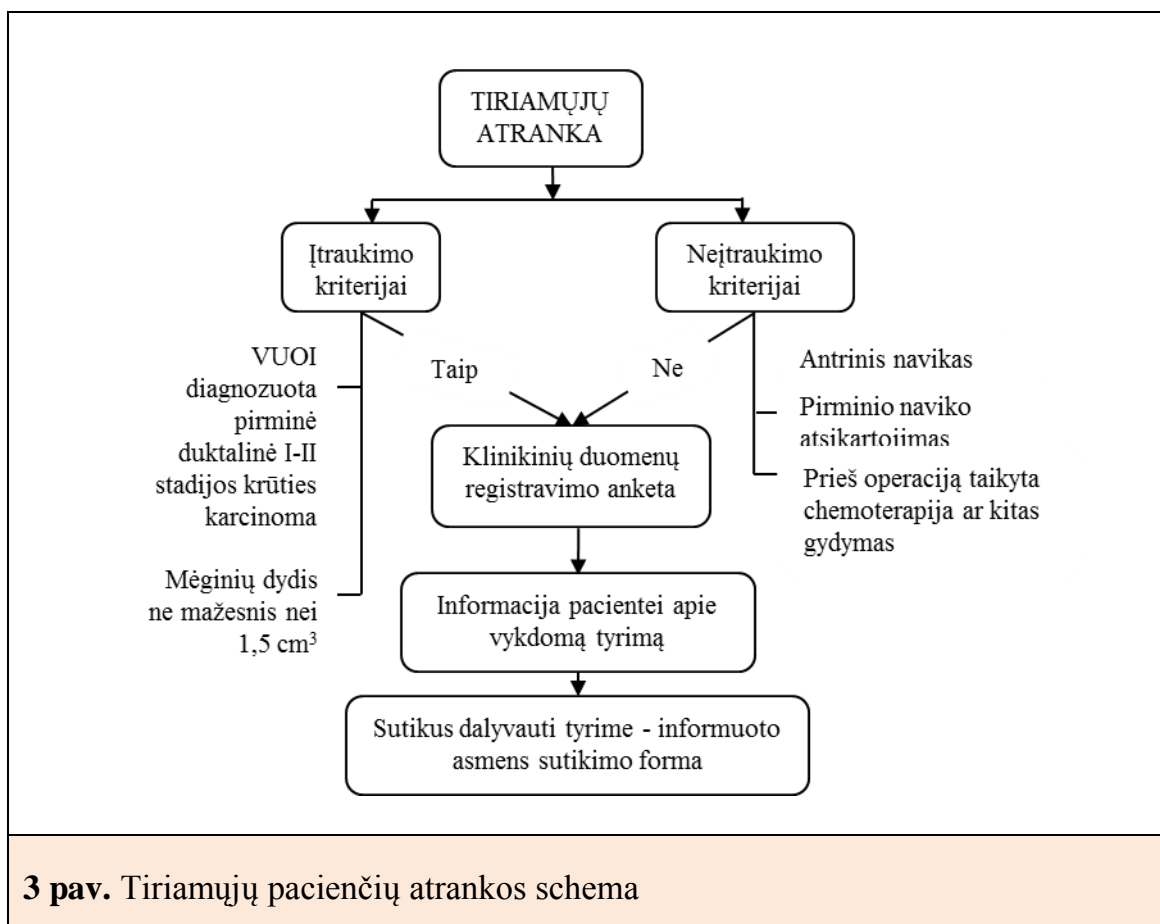 TIRIAMŲJŲ
ATRANKA
Įtraukimo
kriterijai
Neįtraukimo
kriterijai
VUOI
diagnozuota
pirminė
duktalinė I-II
stadijos krūties
karcinoma
Mėginių dydis
ne mažesnis nei
1,5 cm³
Taip
Ne
Antrinis navikas
Pirminio naviko
atsikartojimas
Prieš operaciją taikyta
chemoterapija ar kitas
gydymas
Klinikinių duomenų
registravimo anketa
Informacija pacientei apie
vykdomą tyrimą
Sutikus dalyvauti tyrime - informuoto
asmens sutikimo forma
3 pav. Tiriamųjų pacienčių atrankos schema